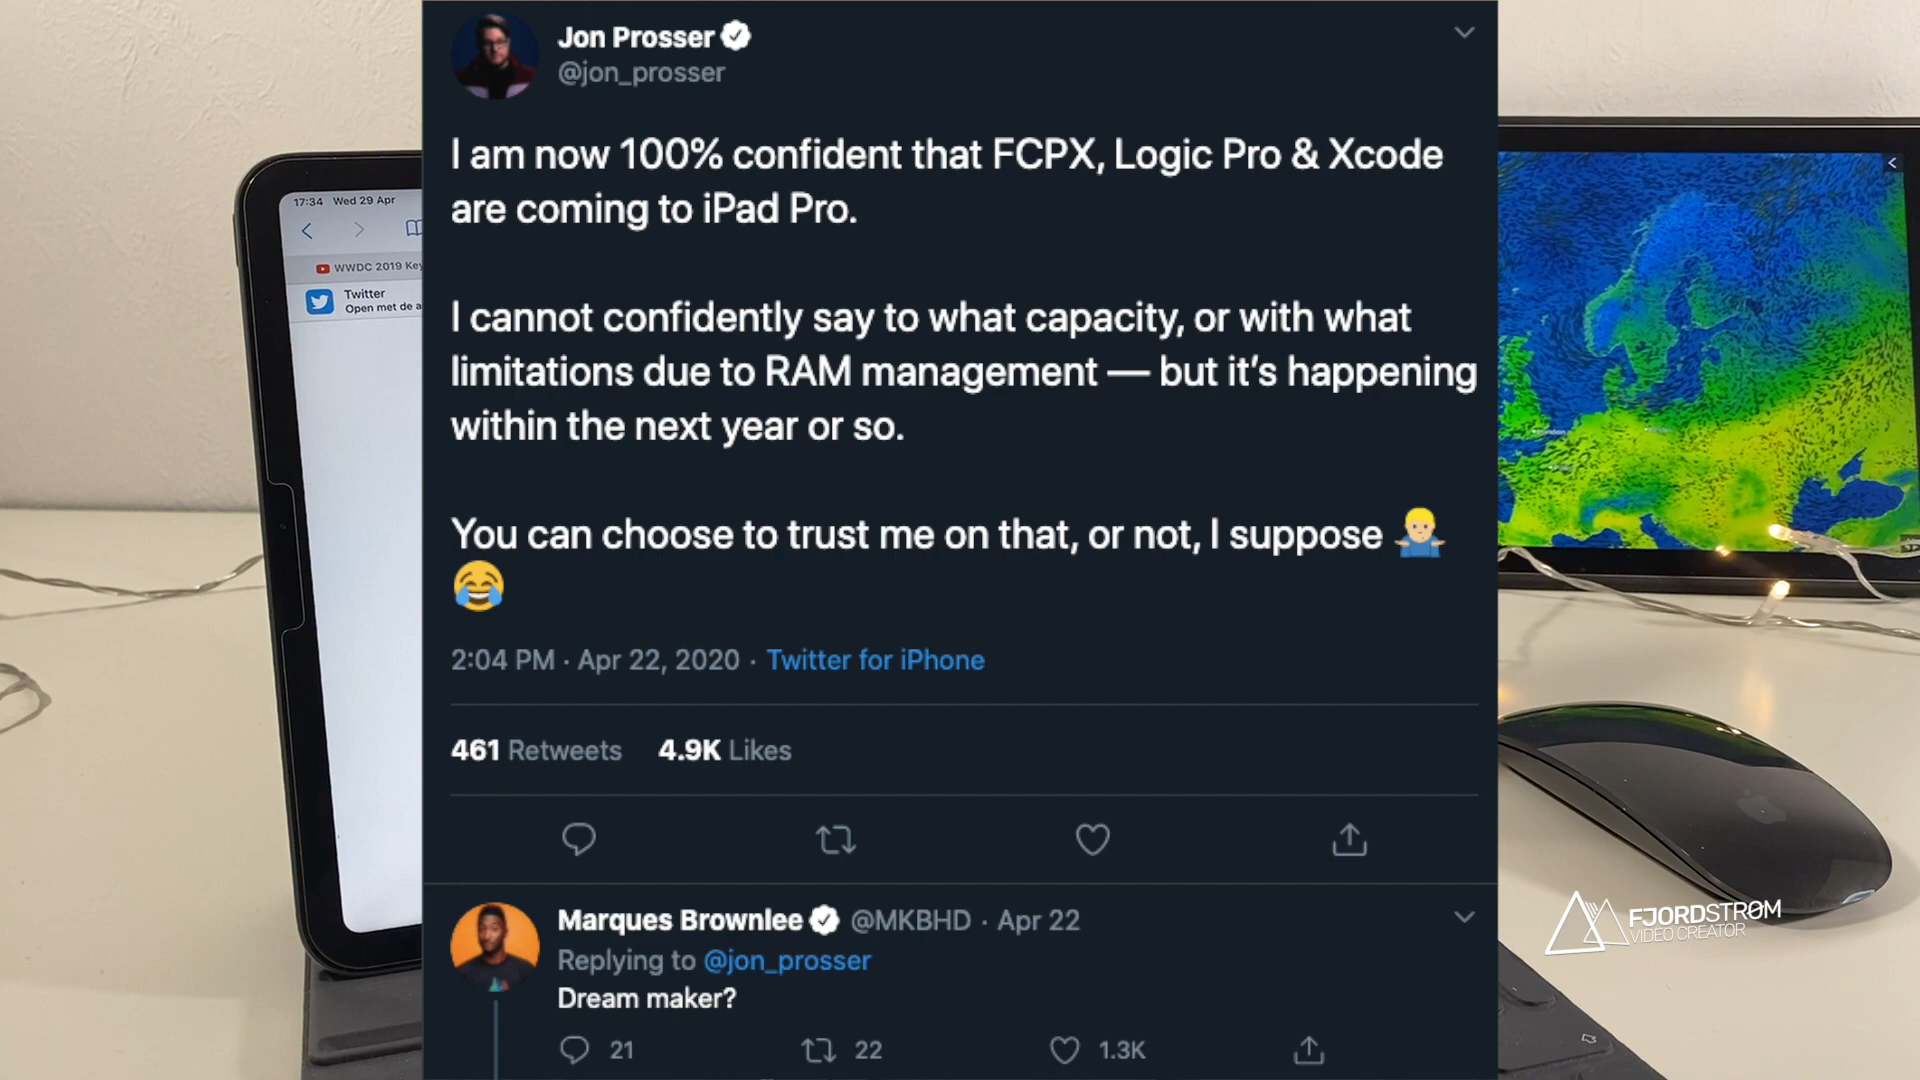 Jon Prosser
@jon_prosser
I am now 100% confident that FCPX, Logic Pro & Xcode
are coming to iPad Pro.
I cannot confidently say to what capacity, or with what
limitations due to RAM management — but it's happening
within the next year or so.
You can choose to trust me on that, or not, I suppose 🤷🏼‍♂️
😂
2:04 PM · Apr 22, 2020 · Twitter for iPhone
461 Retweets 4.9K Likes
Marques Brownlee @MKBHD · Apr 22
Replying to @jon_prosser
Dream maker?
21 22 1.3K
17:34 Wed 29 Apr
WWDC 2019 Key
Twitter
Open met de a
FJORDSTRØM
VIDEO CREATOR